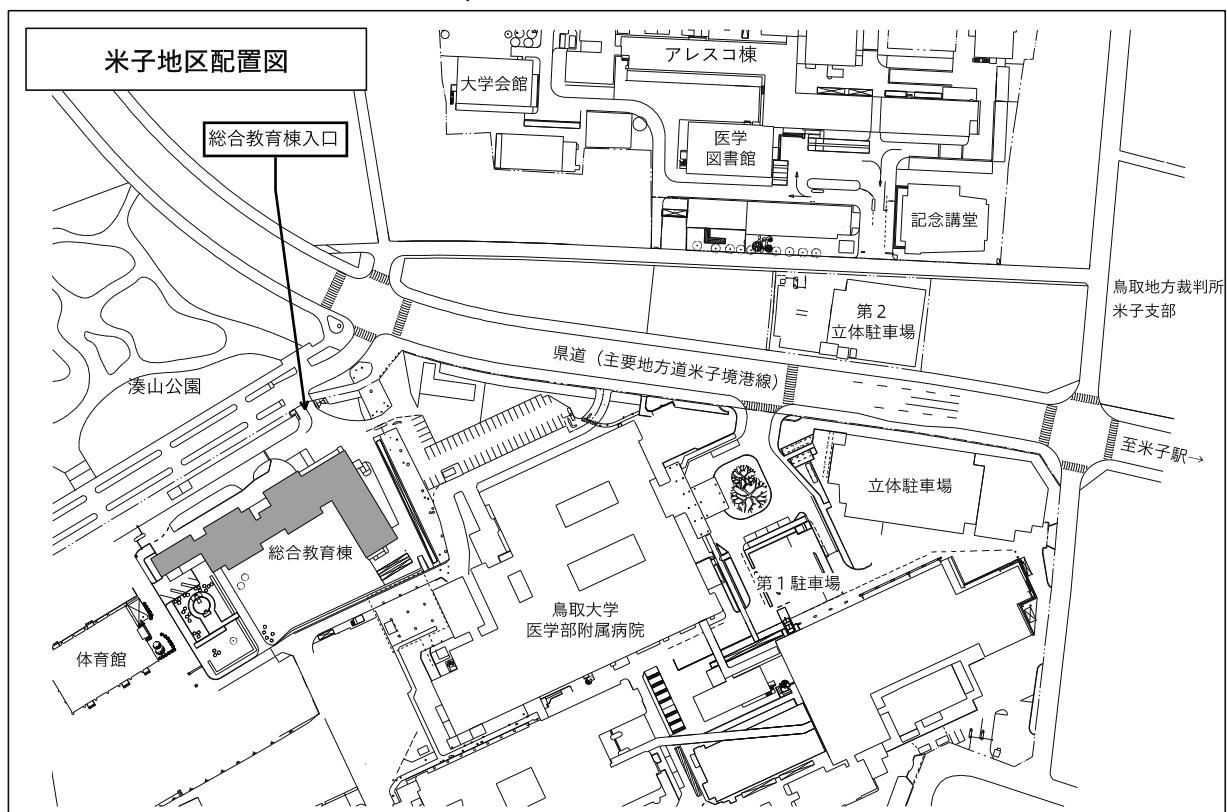 米子地区配置図
アレスコ棟
大学会館
総合教育棟入口
医学
図書館
記念講堂
鳥取地方裁判所
米子支部
第2
立体駐車場
県道（主要地方道米子境港線）
湊山公園
至米子駅→
立体駐車場
総合教育棟
第１駐車場
鳥取大学
医学部附属病院
体育館